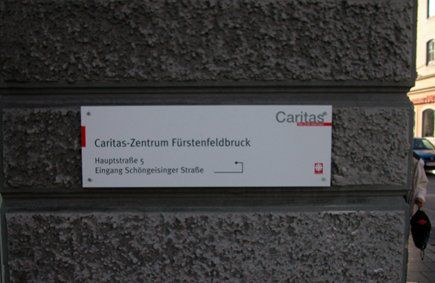 Caritas
Caritas-Zentrum Fürstenfeldbruck
Hauptstraße 5
Eingang Schöngeisinger Straße